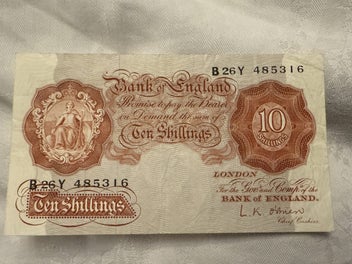 B26Y 485316
Bank of England
Promise to pay the Bearer
on Demand the sum of
Ten Shillings
10
SHILLINGS
LONDON
For the Govr. and Compa. of the
BANK OF ENGLAND.
L.K. O'Brien
Chief Cashier
B26Y 485316
Ten Shillings